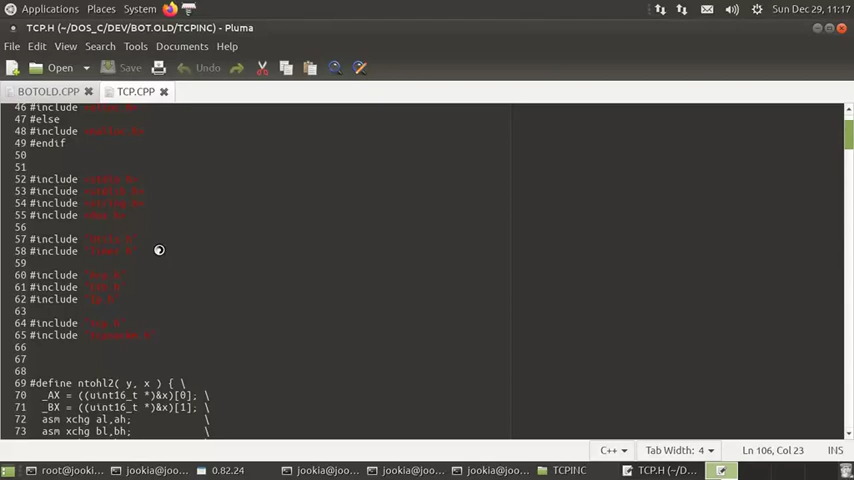 Applications Places System Sun Dec 29, 11:17
TCP.H (~/DOS_C/DEV/BOT.OLD/TCPINC) - Pluma
File Edit View Search Tools Documents Help
Open Save Undo
BOTOLD.CPP TCP.CPP
46 #include
47 #else
48 #include
49 #endif
50
51
52 #include
53 #include
54 #include
55 #include
56
57 #include
58 #include
59
60 #include
61 #include
62 #include
63
64 #include
65 #include
66
67
68
69 #define ntohl2( y, x ) { \
70 _AX = ((uint16_t *)&x)[0]; \
71 _BX = ((uint16_t *)&x)[1]; \
72 asm xchg al,ah; \
73 asm xchg bl,bh; \
C++ Tab Width: 4 Ln 106, Col 23 INS
root@jooki... jookia@joo... 0.82.24 jookia@joo... jookia@joo... jookia@joo... TCPINC TCP.H (~/D...